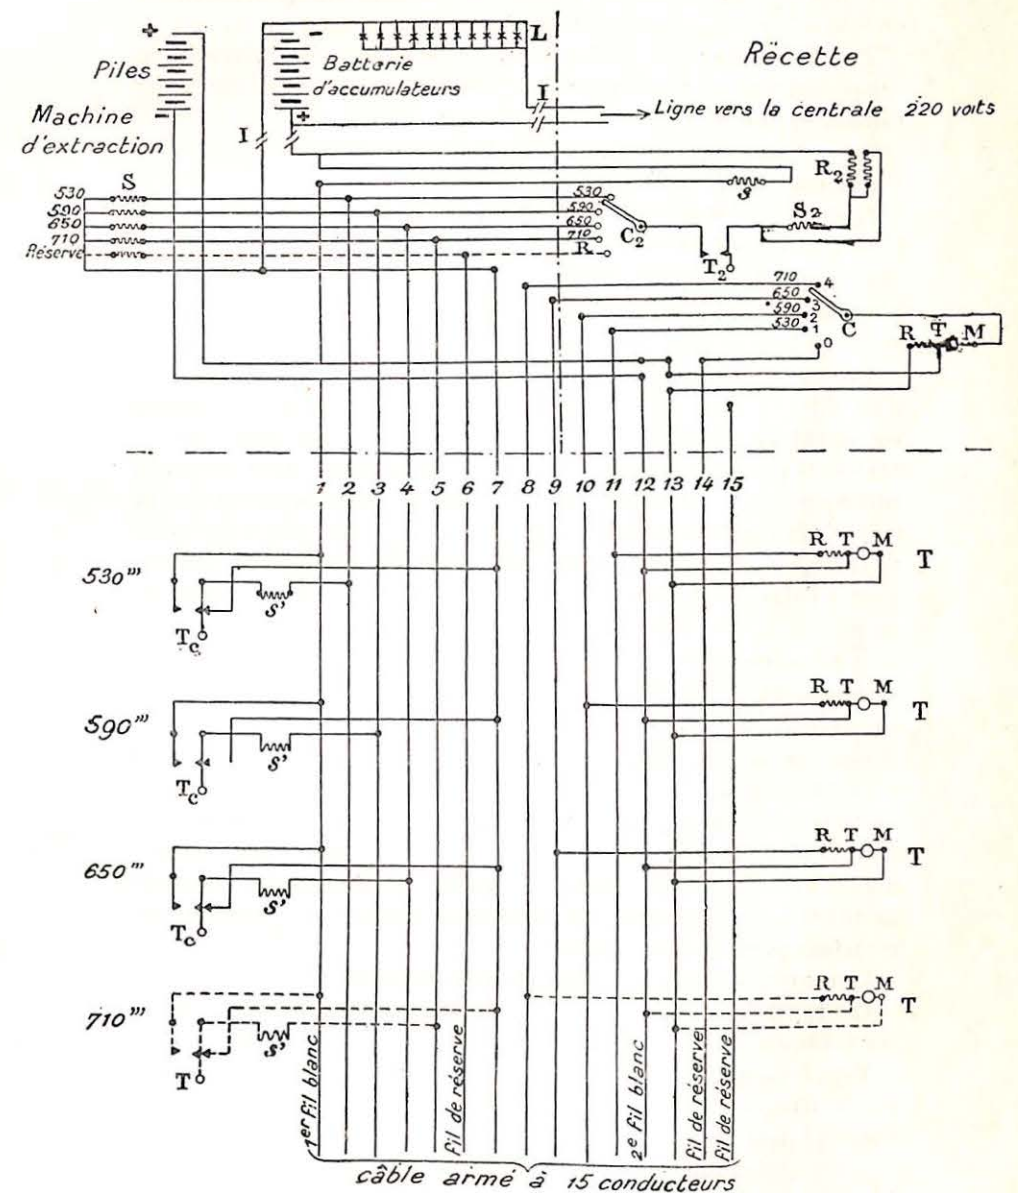 + - L
Rëcette
Piles
Batterie
d'accumulateurs
- +
I
Ligne vers la centrale 220 volts
Machine
d'extraction
I
R2
S
530
590
650
710
Réserve
530
590
650
710
R
C2
S
S2
T2
710 4
650 3
590 2
530 1
0
C
R T M
1 2 3 4 5 6 7 8 9 10 11 12 13 14 15
530'''
S'
Tc
R T M
T
590'''
S'
Tc
R T M
T
650'''
S'
Tc
R T M
T
710'''
S'
T
R T M
T
1er fil blanc
fil de réserve
2e fil blanc
fil de réserve
fil de réserve
câble armé à 15 conducteurs